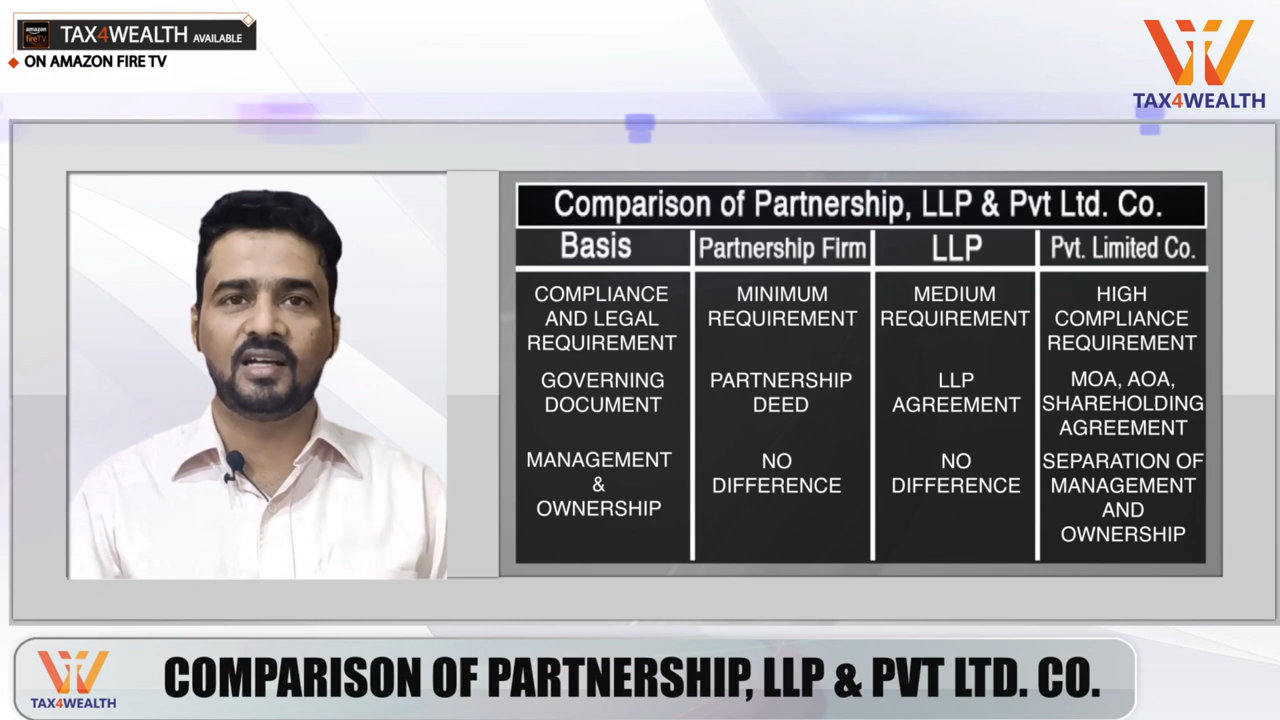 amazon
fireTV
TAX4WEALTH AVAILABLE
ON AMAZON FIRE TV
TAX4WEALTH
Comparison of Partnership, LLP & Pvt Ltd. Co.
Basis
Partnership Firm
LLP
Pvt. Limited Co.
COMPLIANCE
AND LEGAL
REQUIREMENT
MINIMUM
REQUIREMENT
MEDIUM
REQUIREMENT
HIGH
COMPLIANCE
REQUIREMENT
GOVERNING
DOCUMENT
PARTNERSHIP
DEED
LLP
AGREEMENT
MOA, AOA,
SHAREHOLDING
AGREEMENT
MANAGEMENT
&
OWNERSHIP
NO
DIFFERENCE
NO
DIFFERENCE
SEPARATION OF
MANAGEMENT
AND
OWNERSHIP
TAX4WEALTH
COMPARISON OF PARTNERSHIP, LLP & PVT LTD. CO.